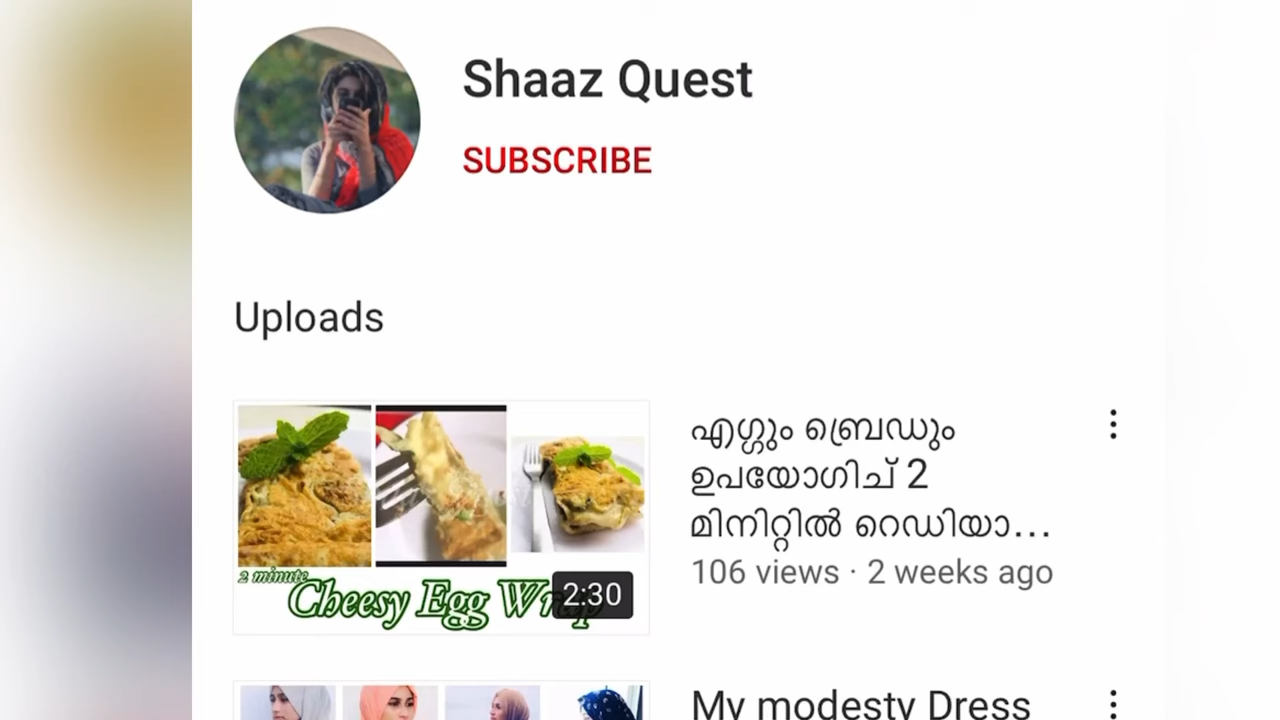 Shaaz Quest
SUBSCRIBE
Uploads
എഗ്ഗും ബ്രെഡും
ഉപയോഗിച് 2
മിനിറ്റിൽ റെഡിയാ...
106 views · 2 weeks ago
2 minute
Cheesy Egg Wrap
2:30
My modesty Dress